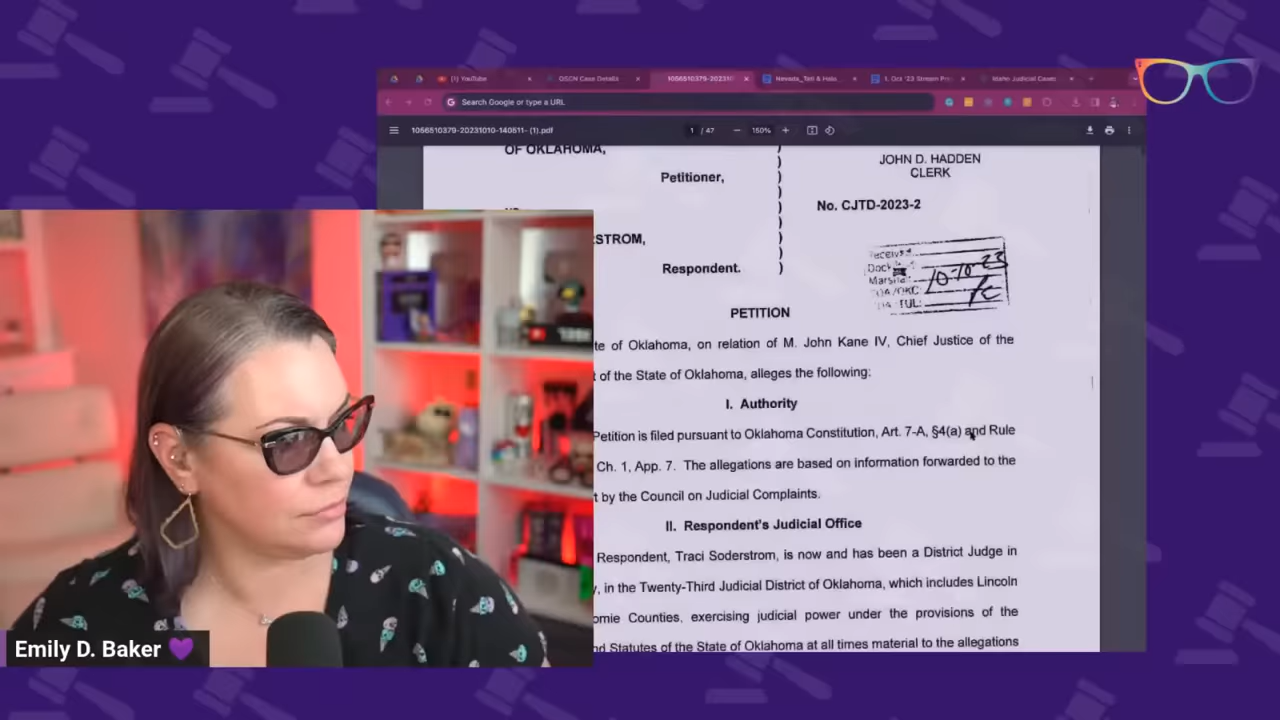 (1) YouTube
OSCN Case Details
1056510379-202310
Nevada_Tall & Hala
1. Oct '23 Stream Pre
Idaho Judicial Cases
Search Google or type a URL
1056510379-20231010-140511- (1).pdf
1 / 47
150%
OF OKLAHOMA,
Petitioner,
JOHN D. HADDEN
CLERK
No. CJTD-2023-2
STROM,
Respondent.
10-10-23
PETITION
te of Oklahoma, on relation of M. John Kane IV, Chief Justice of the
t of the State of Oklahoma, alleges the following:
I. Authority
Petition is filed pursuant to Oklahoma Constitution, Art. 7-A, §4(a) and Rule
Ch. 1, App. 7. The allegations are based on information forwarded to the
t by the Council on Judicial Complaints.
II. Respondent's Judicial Office
Respondent, Traci Soderstrom, is now and has been a District Judge in
y, in the Twenty-Third Judicial District of Oklahoma, which includes Lincoln
omie Counties, exercising judicial power under the provisions of the
nd Statutes of the State of Oklahoma at all times material to the allegations
Emily D. Baker 💜